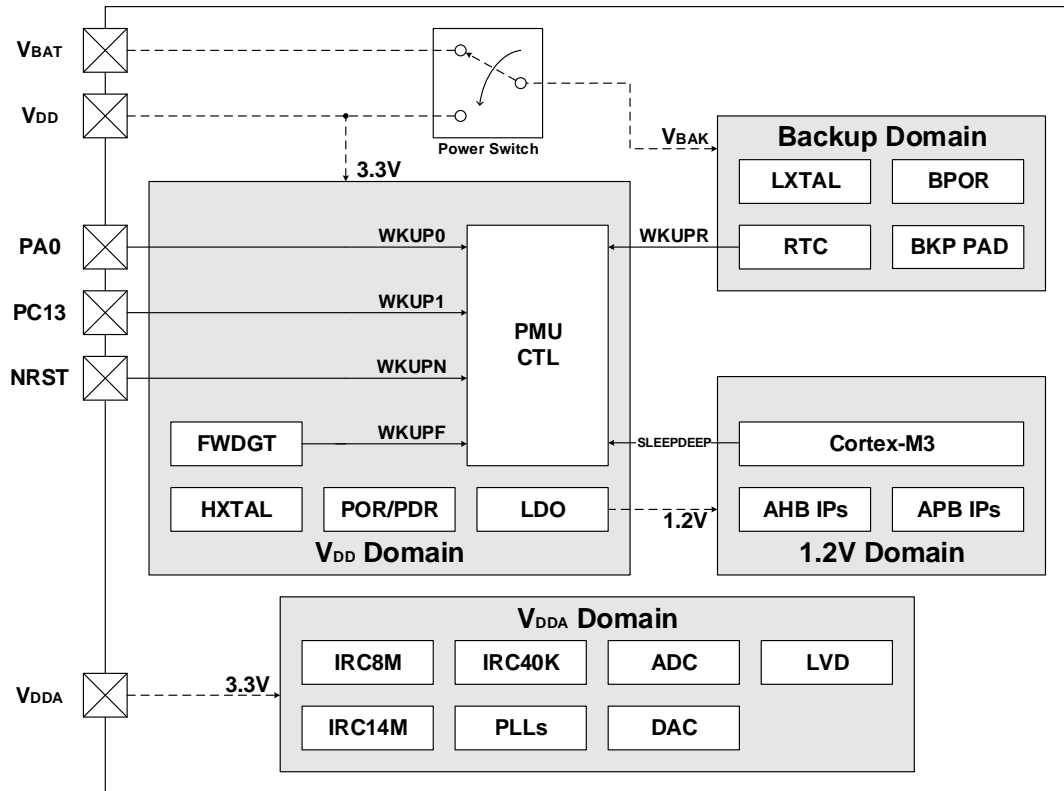 VBAT
VDD
Power Switch
3.3V
VBAK
Backup Domain
LXTAL
BPOR
RTC
BKP PAD
PA0
WKUP0
WKUPR
PC13
WKUP1
PMU
CTL
NRST
WKUPN
FWDGT
WKUPF
SLEEPDEEP
Cortex-M3
HXTAL
POR/PDR
LDO
1.2V
AHB IPs
APB IPs
VDD Domain
1.2V Domain
VDDA Domain
IRC8M
IRC40K
ADC
LVD
VDDA
3.3V
IRC14M
PLLs
DAC